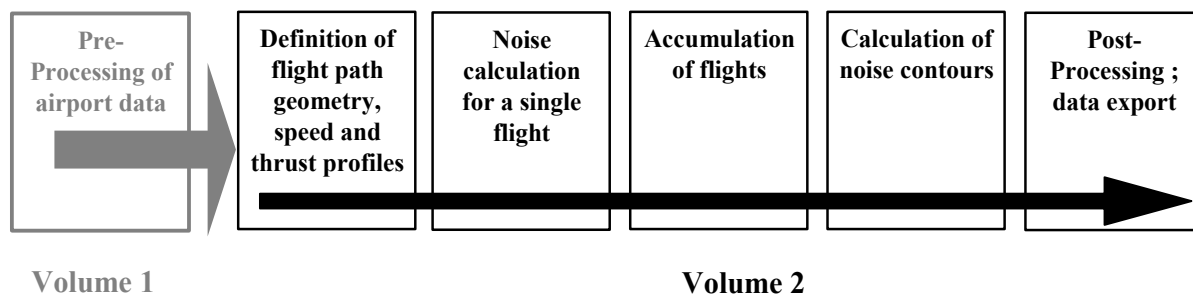 Pre-
Processing of
airport data
Definition of
flight path
geometry,
speed and
thrust profiles
Noise
calculation
for a single
flight
Accumulation
of flights
Calculation of
noise contours
Post-
Processing ;
data export
Volume 1
Volume 2